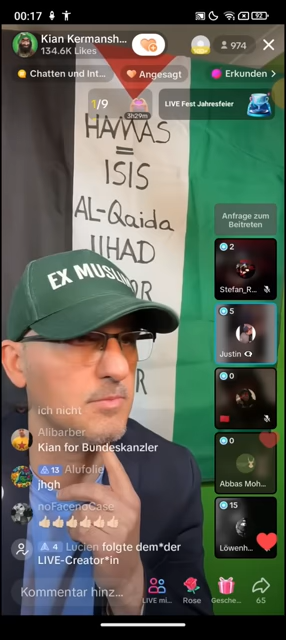 00:17
92
Kian Kermansh...
134.6K Likes
974
Chatten und Int...
Angesagt
Erkunden >
1/9
3h29m
LIVE Fest Jahresfeier
HAMAS
=
ISIS
AL-Qaida
JIHAD
Anfrage zum
Beitreten
2
Stefan_R...
5
Justin
0
0
Abbas Moh...
15
Löwenh...
EX MUSLIM
R
ich nicht
Alibarber
Kian for Bundeskanzler
13 Alufolie
jhgh
noFacenoCase
👍🏼👍🏼👍🏼👍🏼👍🏼👍🏼
4 Lucien folgte dem*der
LIVE-Creator*in
Kommentar hinz...
LIVE mi...
Rose
Gesche...
65